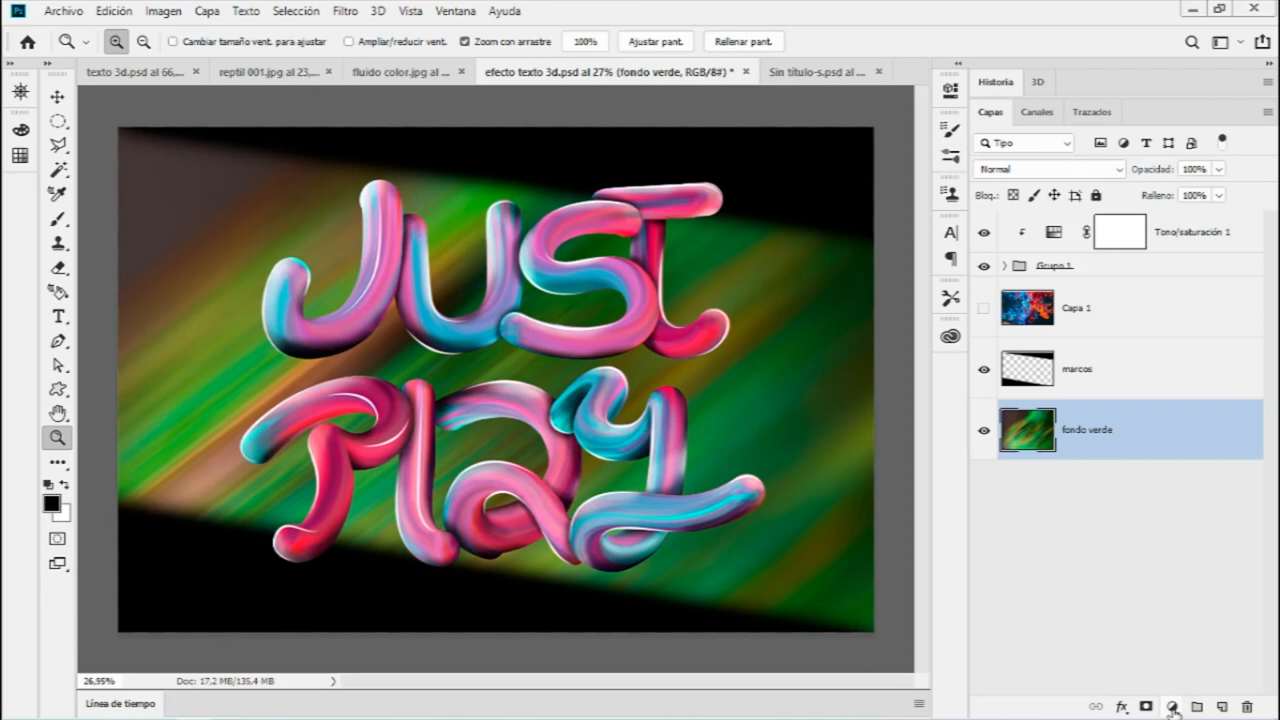 Ps Archivo Edición Imagen Capa Texto Selección Filtro 3D Vista Ventana Ayuda
Cambiar tamaño vent. para ajustar Ampliar/reducir vent. Zoom con arrastre 100% Ajustar pant. Rellenar pant.
texto 3d.psd al 66,... × reptil 001.jpg al 23,... × fluido color.jpg al ... × efecto texto 3d.psd al 27% (fondo verde, RGB/8#) * × Sin título-s.psd al ... ×
Historia 3D
Capas Canales Trazados
Tipo
Normal Opacidad: 100%
Bloq.: Relleno: 100%
Tono/saturación 1
Grupo 1
Capa 1
marcos
fondo verde
JUST
PLAY
26,95% Doc: 17,2 MB/135,4 MB
Línea de tiempo
fx